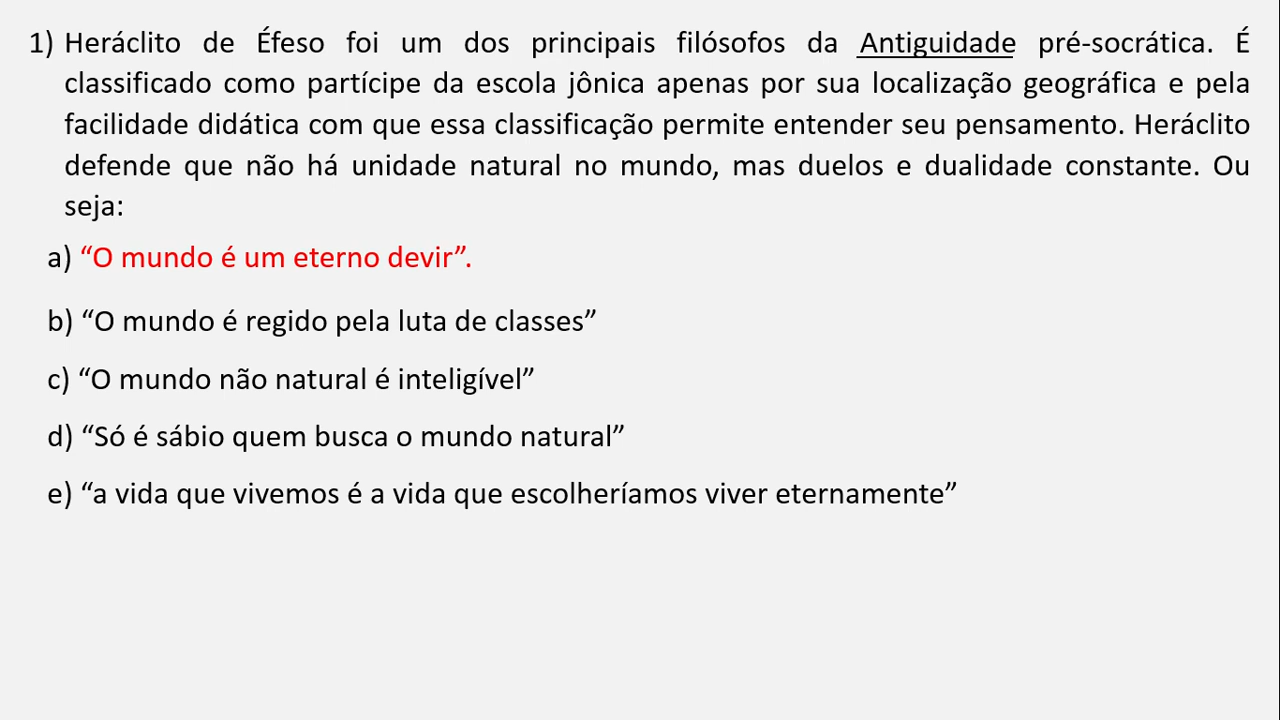 1) Heráclito de Éfeso foi um dos principais filósofos da Antiguidade pré-socrática. É
classificado como partícipe da escola jônica apenas por sua localização geográfica e pela
facilidade didática com que essa classificação permite entender seu pensamento. Heráclito
defende que não há unidade natural no mundo, mas duelos e dualidade constante. Ou
seja:
a) “O mundo é um eterno devir”.
b) “O mundo é regido pela luta de classes”
c) “O mundo não natural é inteligível”
d) “Só é sábio quem busca o mundo natural”
e) “a vida que vivemos é a vida que escolheríamos viver eternamente”